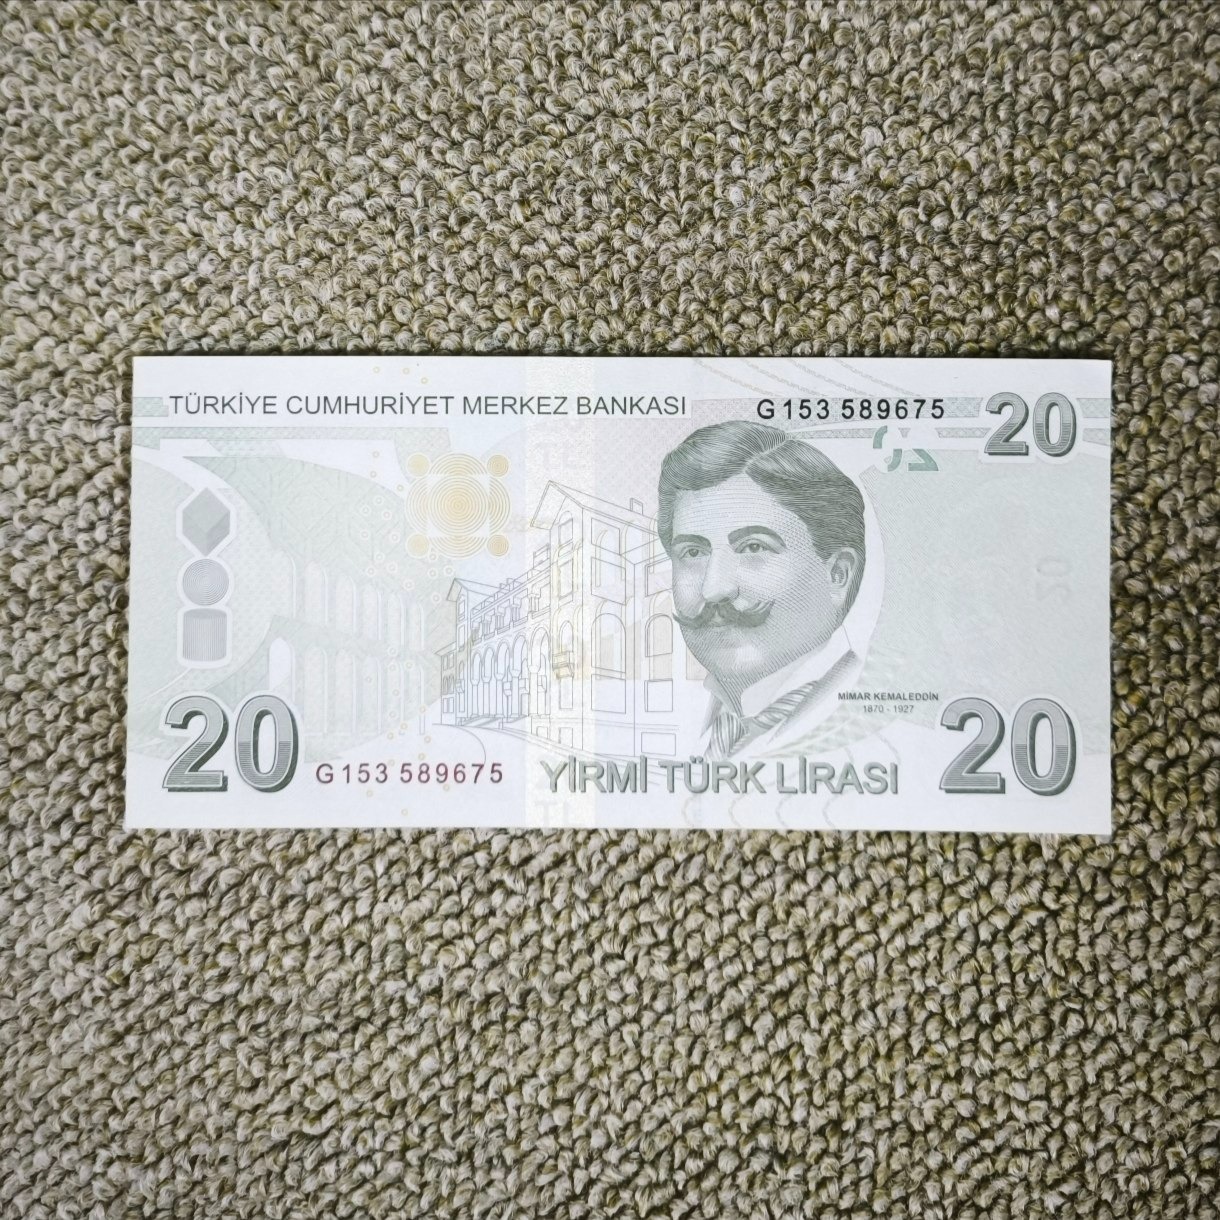 TÜRKİYE CUMHURİYET MERKEZ BANKASI
G153 589675
20
MİMAR KEMALEDDİN
1870 - 1927
20
G153 589675
YİRMİ TÜRK LİRASI
20